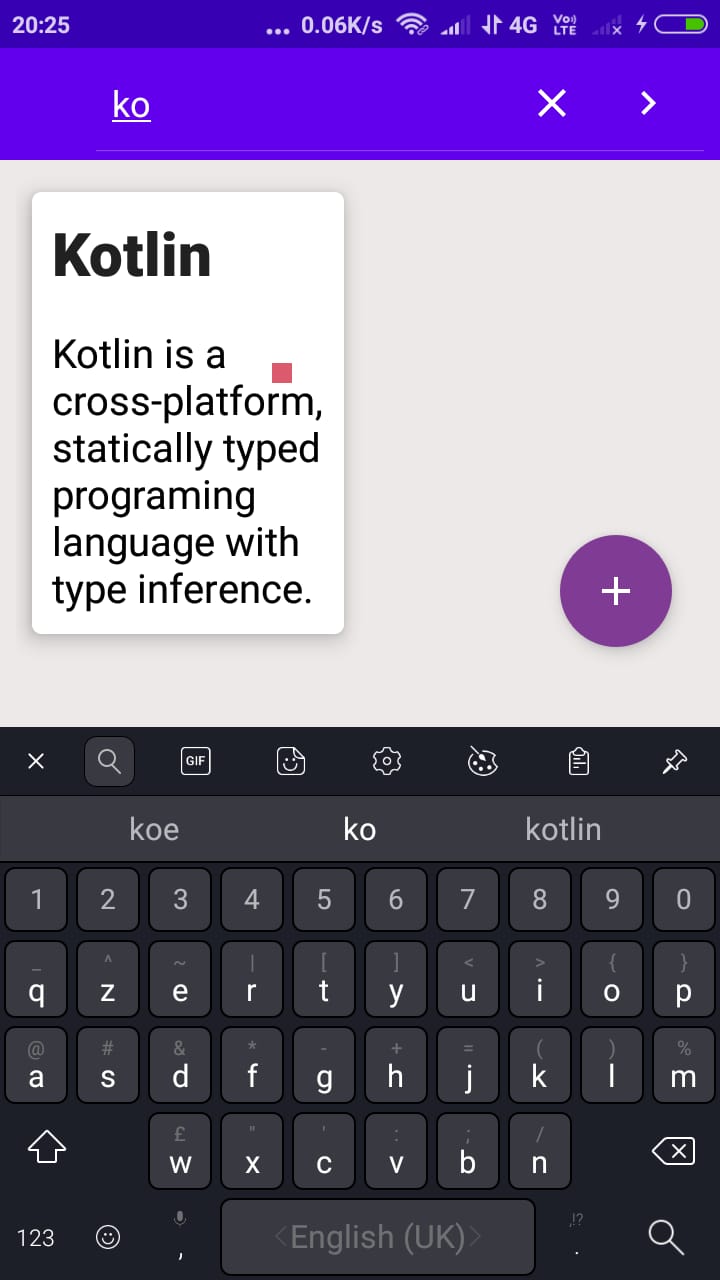 20:25 ... 0.06K/s 4G Vo)) LTE
ko
Kotlin
Kotlin is a
cross-platform,
statically typed
programing
language with
type inference.
+
GIF
koe ko kotlin
1 2 3 4 5 6 7 8 9 0
_ ^ ~ | [ ] < > { }
q z e r t y u i o p
@ # & * - + = ( ) %
a s d f g h j k l m
£ " ' : ; /
w x c v b n
123 , English (UK) ,!? .